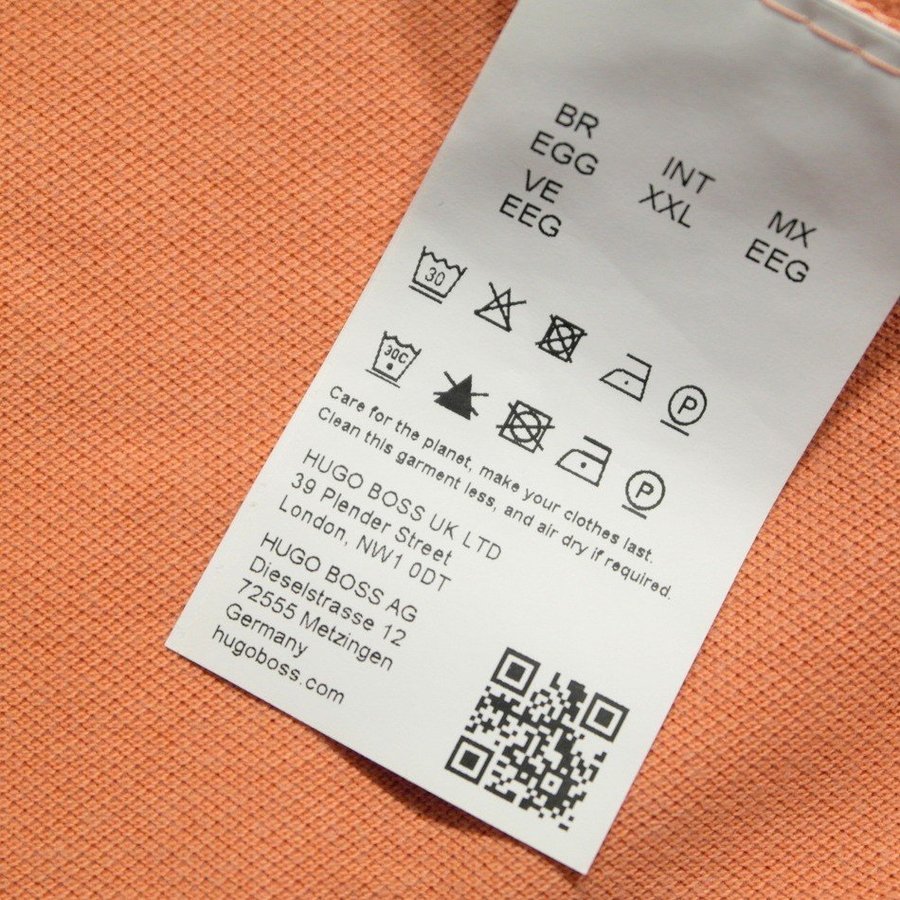 BR
EGG
VE
EEG
INT
XXL
MX
EEG
30
P
30C
P
Care for the planet, make your clothes last.
Clean this garment less, and air dry if required.
HUGO BOSS UK LTD
39 Plender Street
London, NW1 0DT
HUGO BOSS AG
Dieselstrasse 12
72555 Metzingen
Germany
hugoboss.com